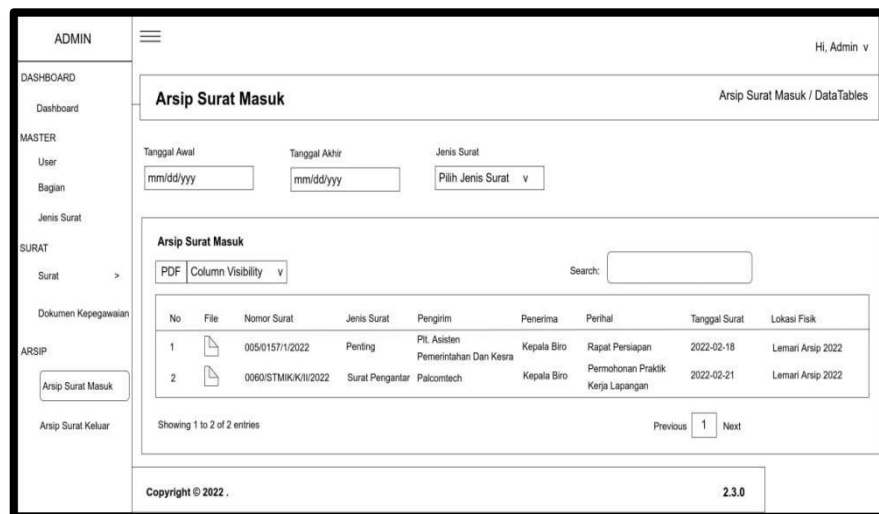 ADMIN
Hi, Admin v
DASHBOARD
Dashboard
MASTER
User
Bagian
Jenis Surat
SURAT
Surat >
Dokumen Kepegawaian
ARSIP
Arsip Surat Masuk
Arsip Surat Keluar
Arsip Surat Masuk
Arsip Surat Masuk / DataTables
Tanggal Awal Tanggal Akhir Jenis Surat
mm/dd/yyy mm/dd/yyy Pilih Jenis Surat v
Arsip Surat Masuk
PDF Column Visibility v Search:
No File Nomor Surat Jenis Surat Pengirim Penerima Perihal Tanggal Surat Lokasi Fisik
1 005/0157/1/2022 Penting Plt. Asisten Pemerintahan Dan Kesra Kepala Biro Rapat Persiapan 2022-02-18 Lemari Arsip 2022
2 0060/STMIK/K/II/2022 Surat Pengantar Palcomtech Kepala Biro Permohonan Praktik Kerja Lapangan 2022-02-21 Lemari Arsip 2022
Showing 1 to 2 of 2 entries Previous 1 Next
Copyright © 2022 . 2.3.0